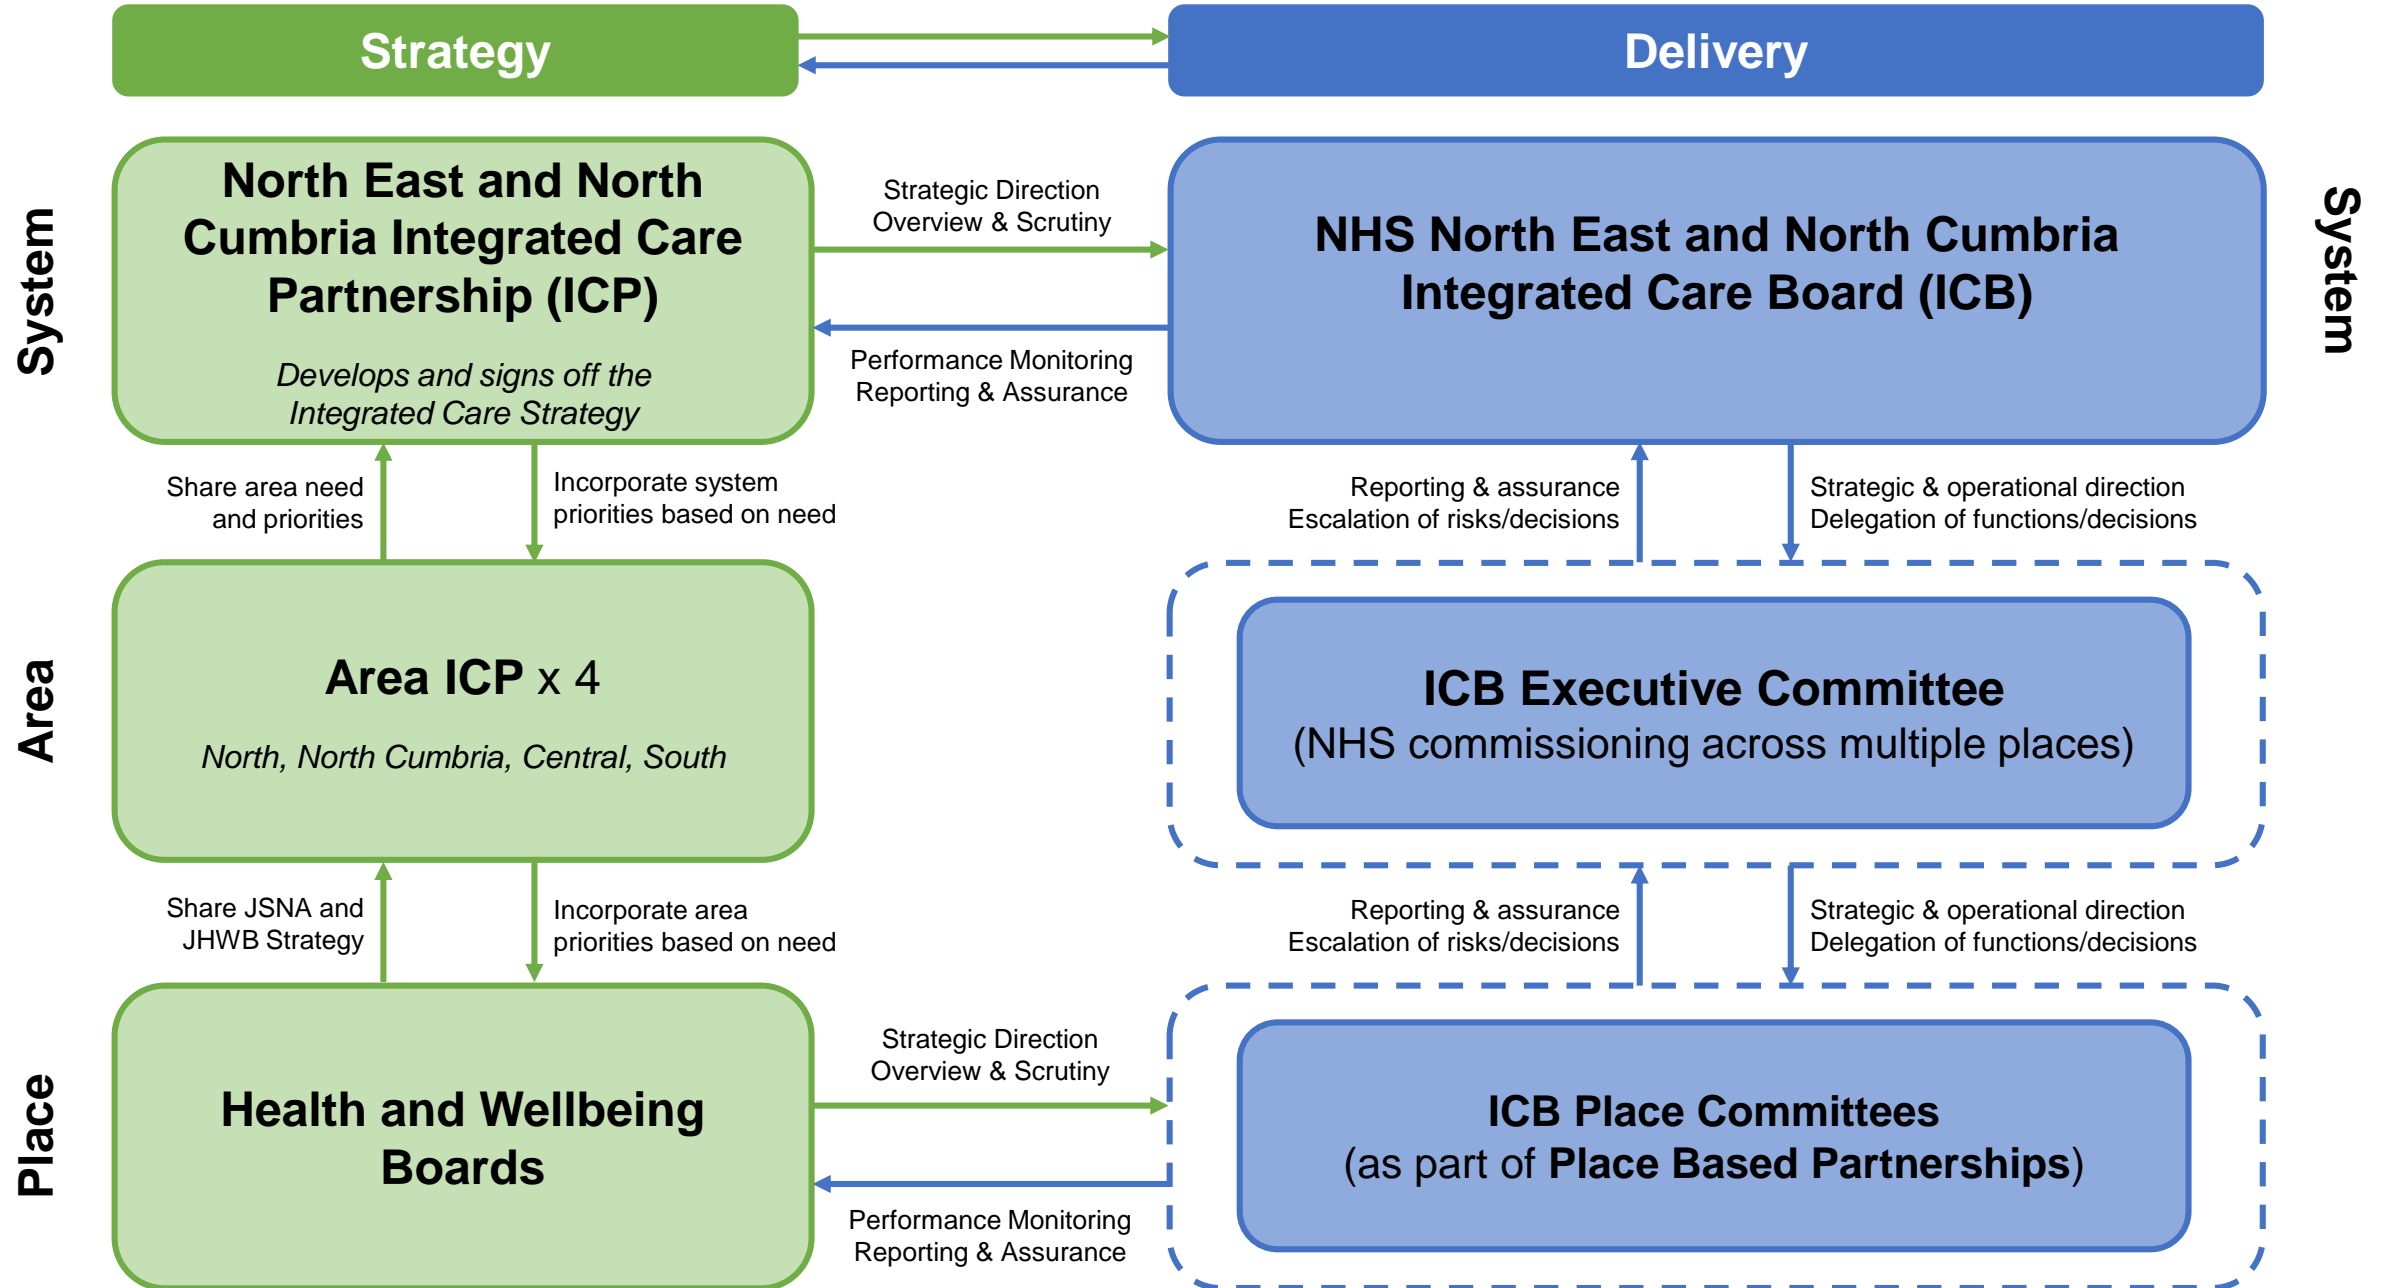 Strategy
Delivery
System
North East and North
Cumbria Integrated Care
Partnership (ICP)
Develops and signs off the
Integrated Care Strategy
Strategic Direction
Overview & Scrutiny
Performance Monitoring
Reporting & Assurance
NHS North East and North Cumbria
Integrated Care Board (ICB)
System
Share area need
and priorities
Incorporate system
priorities based on need
Reporting & assurance
Escalation of risks/decisions
Strategic & operational direction
Delegation of functions/decisions
Area
Area ICP x 4
North, North Cumbria, Central, South
ICB Executive Committee
(NHS commissioning across multiple places)
Share JSNA and
JHWB Strategy
Incorporate area
priorities based on need
Reporting & assurance
Escalation of risks/decisions
Strategic & operational direction
Delegation of functions/decisions
Place
Health and Wellbeing
Boards
Strategic Direction
Overview & Scrutiny
Performance Monitoring
Reporting & Assurance
ICB Place Committees
(as part of Place Based Partnerships)